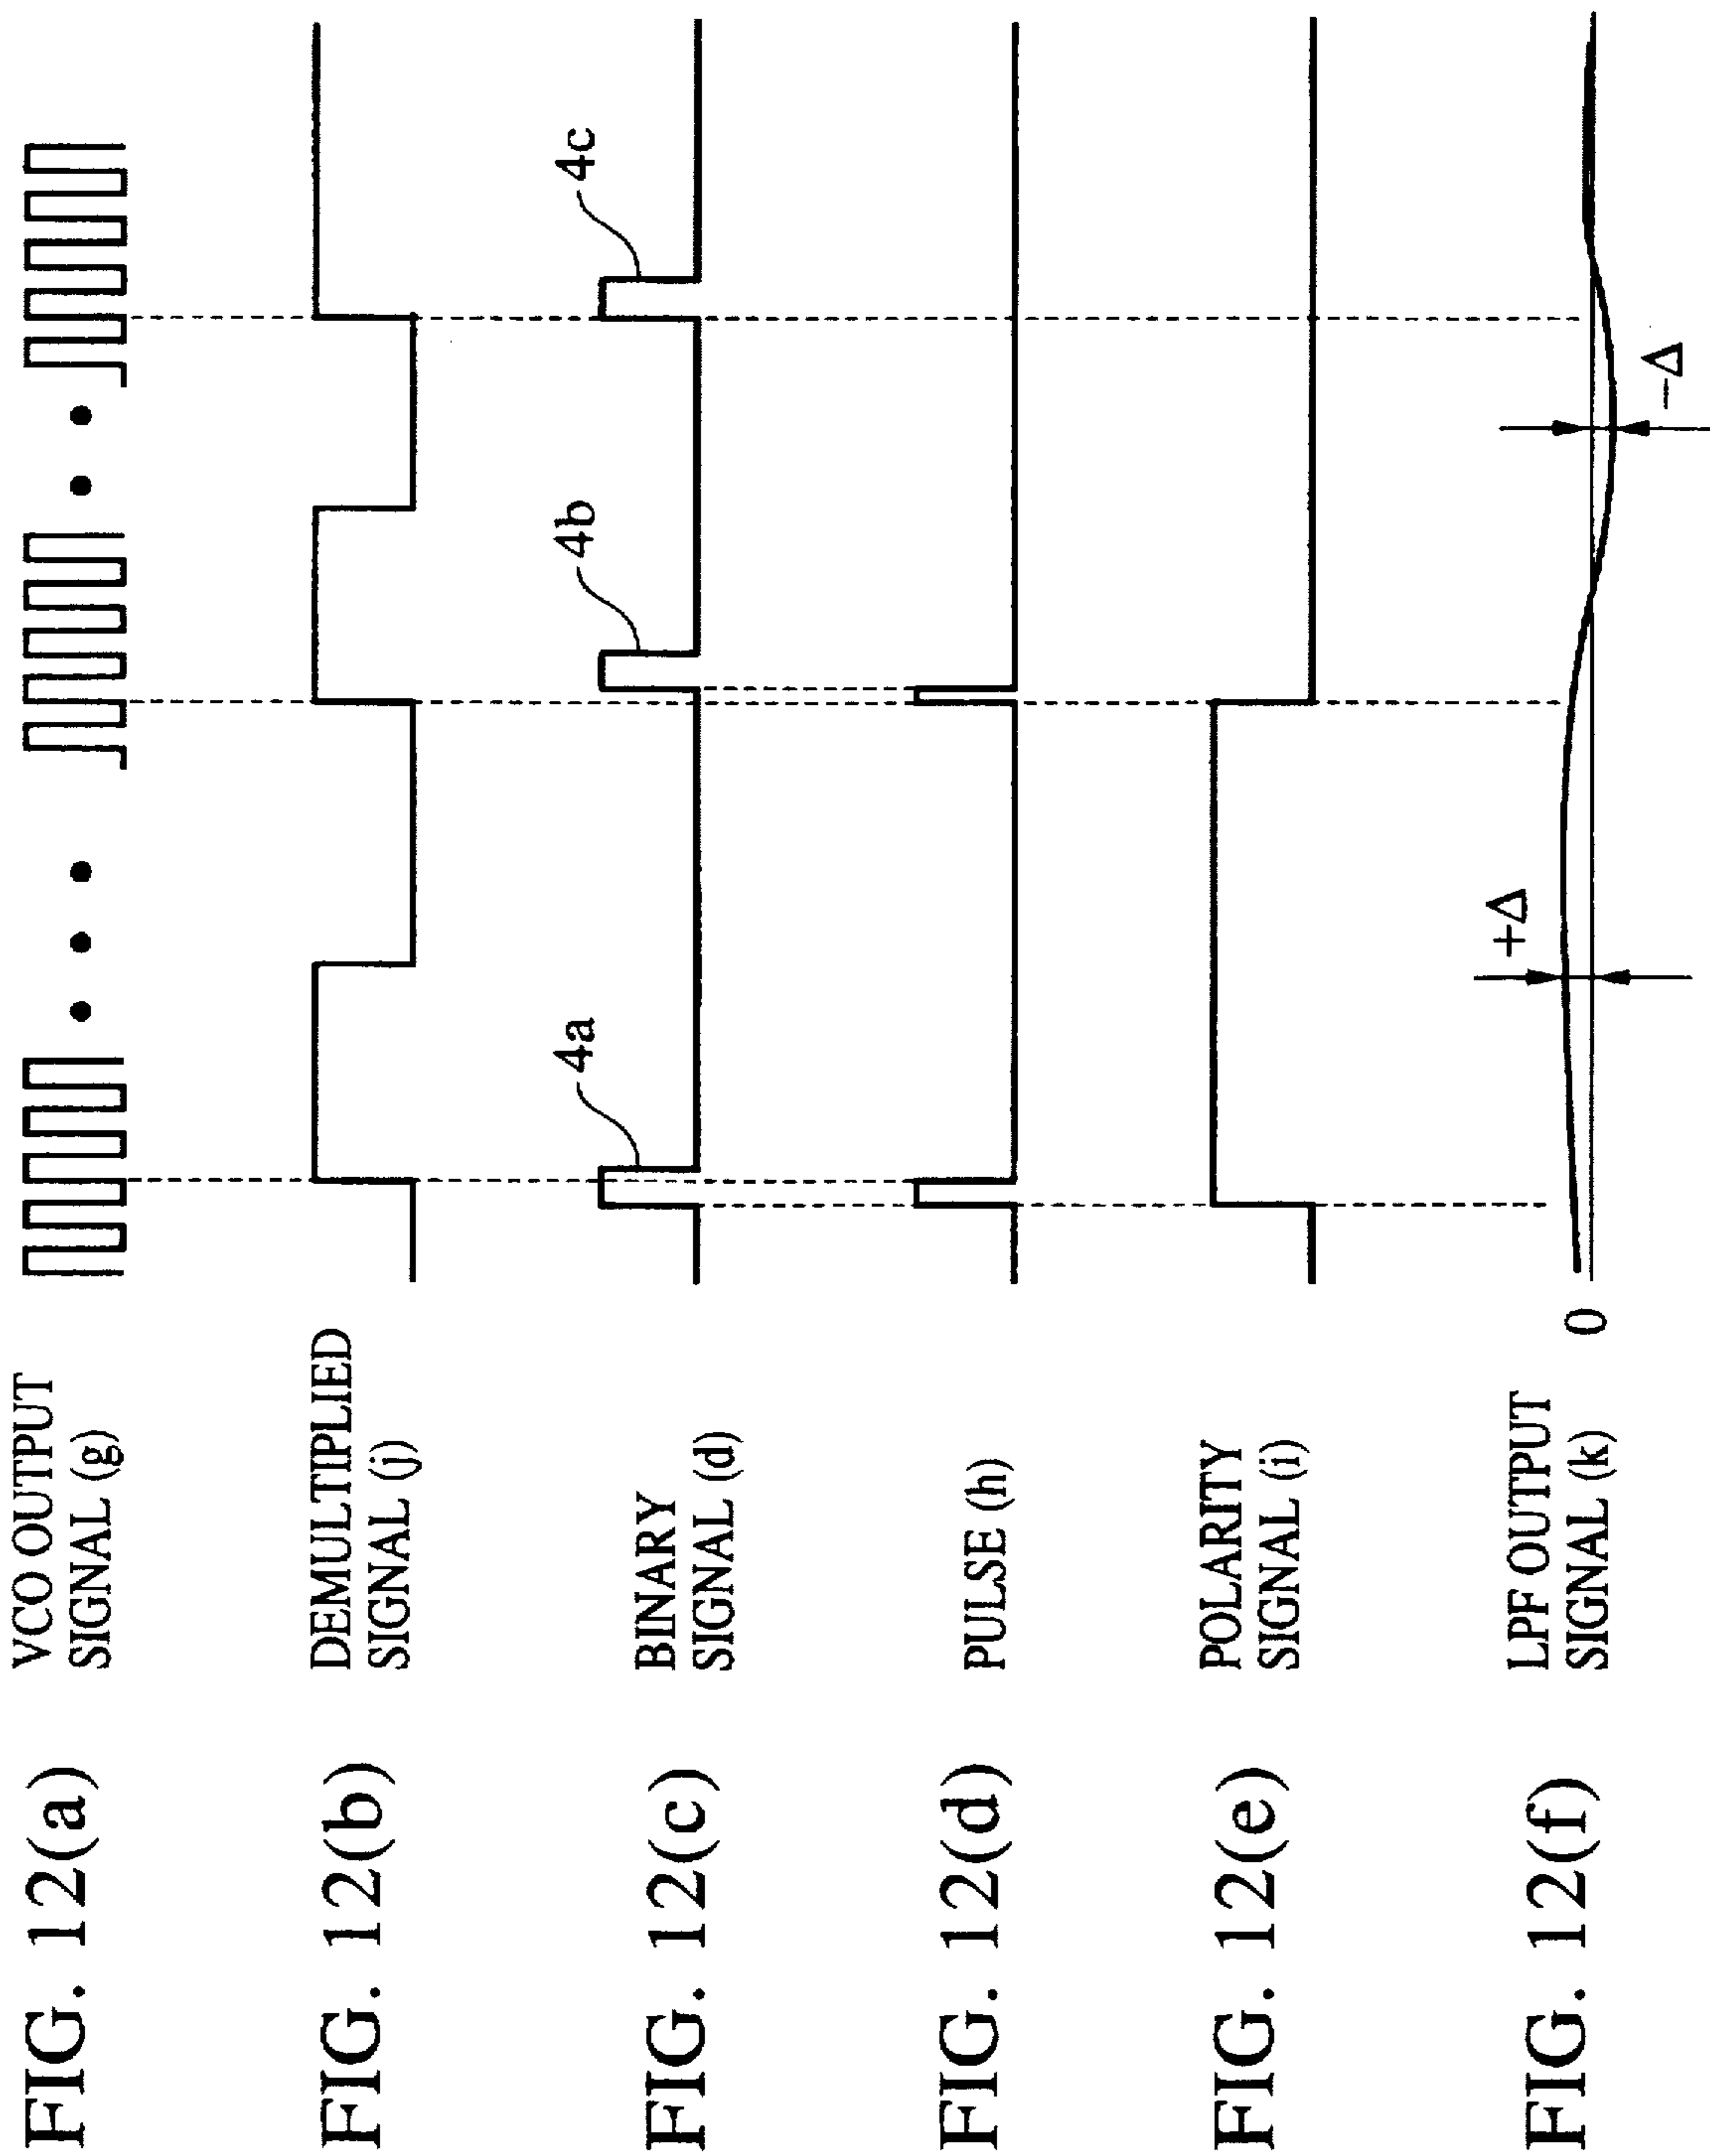 FIG. 12(a)
VCO OUTPUT
SIGNAL (g)
FIG. 12(b)
DEMULTIPLIED
SIGNAL (j)
FIG. 12(c)
BINARY
SIGNAL (d)
4a
4b
4c
FIG. 12(d)
PULSE (h)
FIG. 12(e)
POLARITY
SIGNAL (i)
FIG. 12(f)
LPF OUTPUT
SIGNAL (k)
0
+Δ
−Δ